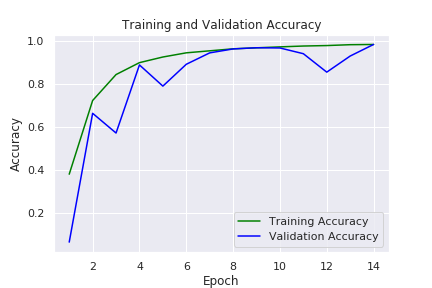 Training and Validation Accuracy
Accuracy
1.0
0.8
0.6
0.4
0.2
Training Accuracy
Validation Accuracy
2 4 6 8 10 12 14
Epoch